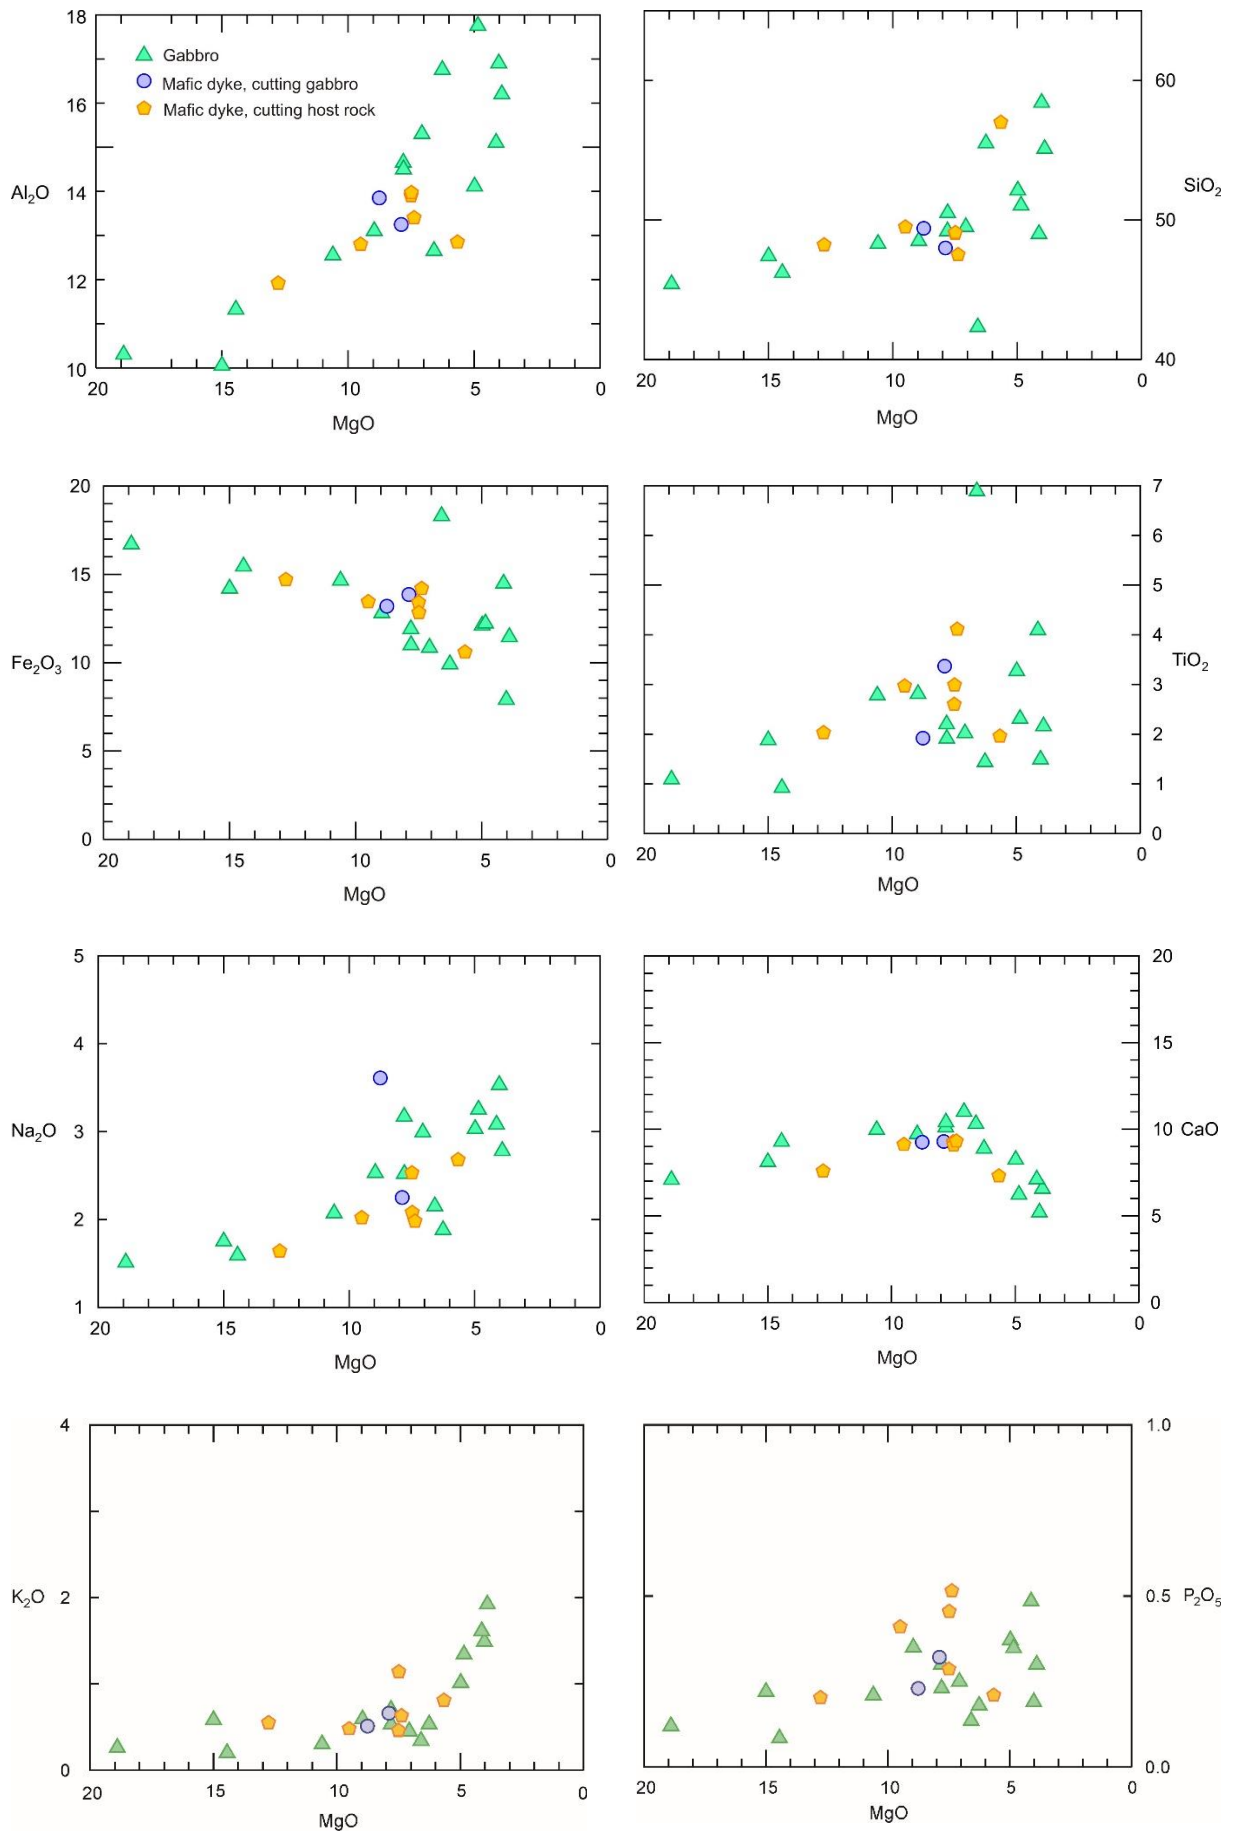 18
16
Al₂O
14
12
10
Gabbro
Mafic dyke, cutting gabbro
Mafic dyke, cutting host rock
20 15 10 5 0
MgO
60
SiO₂
50
40
20 15 10 5 0
MgO
20
15
Fe₂O₃
10
5
0
20 15 10 5 0
MgO
7
6
5
4
TiO₂
3
2
1
0
20 15 10 5 0
MgO
5
4
Na₂O
3
2
1
20 15 10 5 0
MgO
20
15
10 CaO
5
0
20 15 10 5 0
MgO
4
K₂O 2
0
20 15 10 5 0
MgO
1.0
0.5 P₂O₅
0.0
20 15 10 5 0
MgO